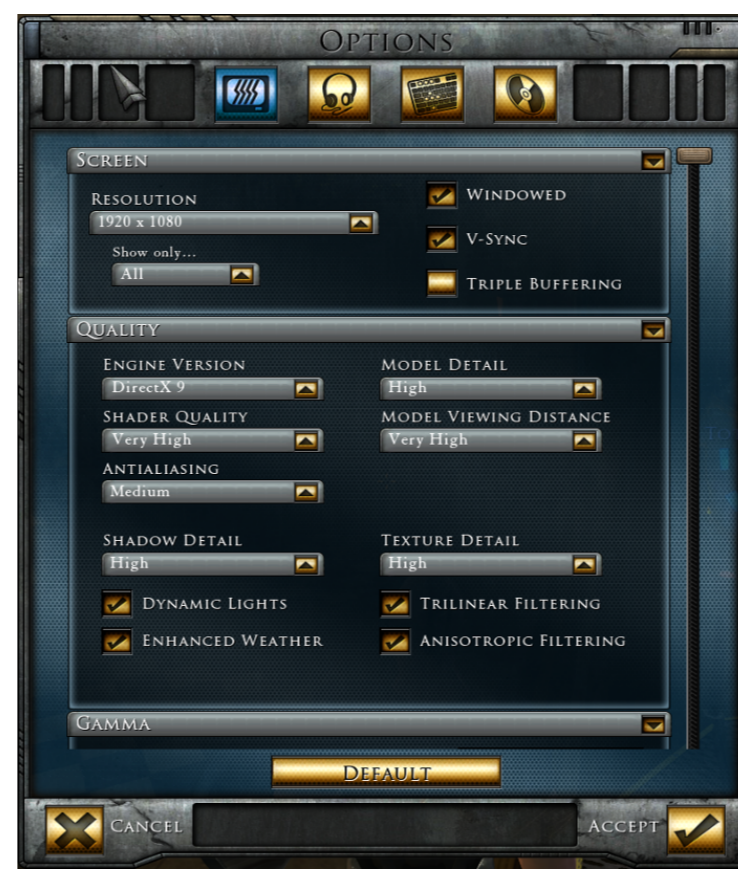 OPTIONS
SCREEN
RESOLUTION
1920 x 1080
Show only...
All
WINDOWED
V-SYNC
TRIPLE BUFFERING
QUALITY
ENGINE VERSION
DirectX 9
MODEL DETAIL
High
SHADER QUALITY
Very High
MODEL VIEWING DISTANCE
Very High
ANTIALIASING
Medium
SHADOW DETAIL
High
TEXTURE DETAIL
High
DYNAMIC LIGHTS
TRILINEAR FILTERING
ENHANCED WEATHER
ANISOTROPIC FILTERING
GAMMA
DEFAULT
CANCEL
ACCEPT